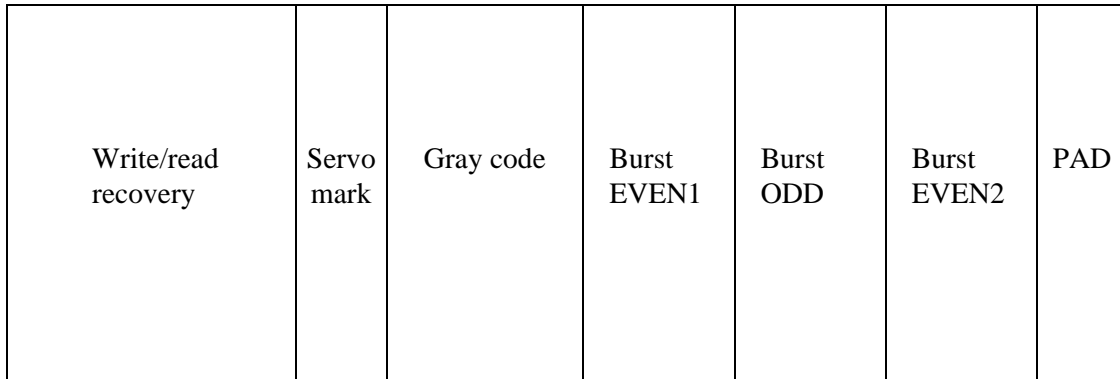 Write/read
recovery
Servo
mark
Gray code
Burst
EVEN1
Burst
ODD
Burst
EVEN2
PAD